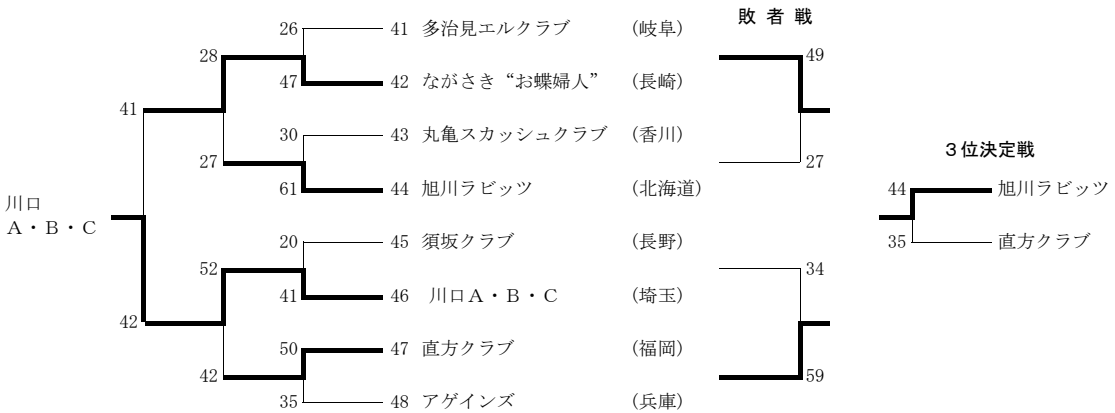 敗者戦
26 41 多治見エルクラブ (岐阜)
28 49
47 42 ながさき“お蝶婦人” (長崎)
41
30 43 丸亀スカッシュクラブ (香川)
27 27
3位決定戦
61 44 旭川ラビッツ (北海道) 44 旭川ラビッツ
川口
A・B・C
20 45 須坂クラブ (長野) 35 直方クラブ
52 34
41 46 川口A・B・C (埼玉)
42
50 47 直方クラブ (福岡)
42 59
35 48 アゲインズ (兵庫)